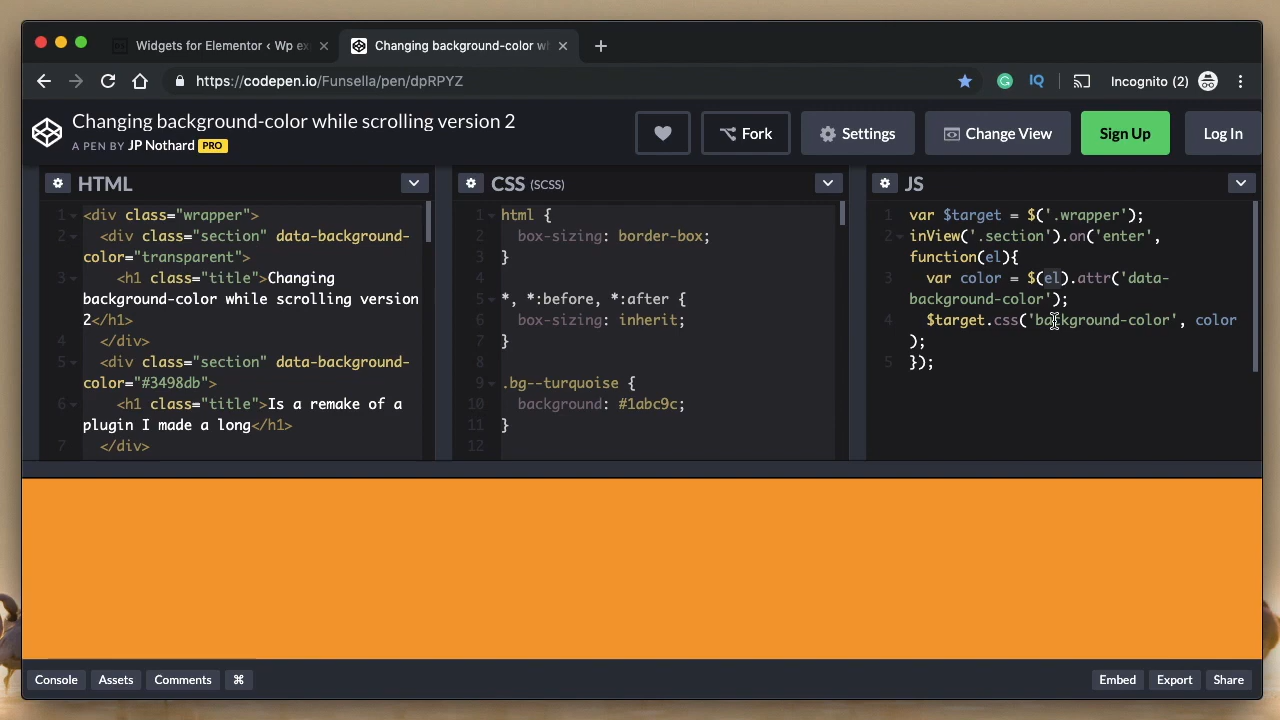 Widgets for Elementor ‹ Wp ex
Changing background-color w
https://codepen.io/Funsella/pen/dpRPYZ
Incognito (2)
Changing background-color while scrolling version 2
A PEN BY JP Nothard PRO
Fork
Settings
Change View
Sign Up
Log In
HTML
1 <div class="wrapper">
2 <div class="section" data-background-
color="transparent">
3 <h1 class="title">Changing
background-color while scrolling version
2</h1>
4 </div>
5 <div class="section" data-background-
color="#3498db">
6 <h1 class="title">Is a remake of a
plugin I made a long</h1>
7 </div>
CSS (SCSS)
1 html {
2 box-sizing: border-box;
3 }
4
5 *, *:before, *:after {
6 box-sizing: inherit;
7 }
8
9 .bg--turquoise {
10 background: #1abc9c;
11 }
12
JS
1 var $target = $('.wrapper');
2 inView('.section').on('enter',
function(el){
3 var color = $(el).attr('data-
background-color');
4 $target.css('background-color', color
);
5 });
Console
Assets
Comments
⌘
Embed
Export
Share